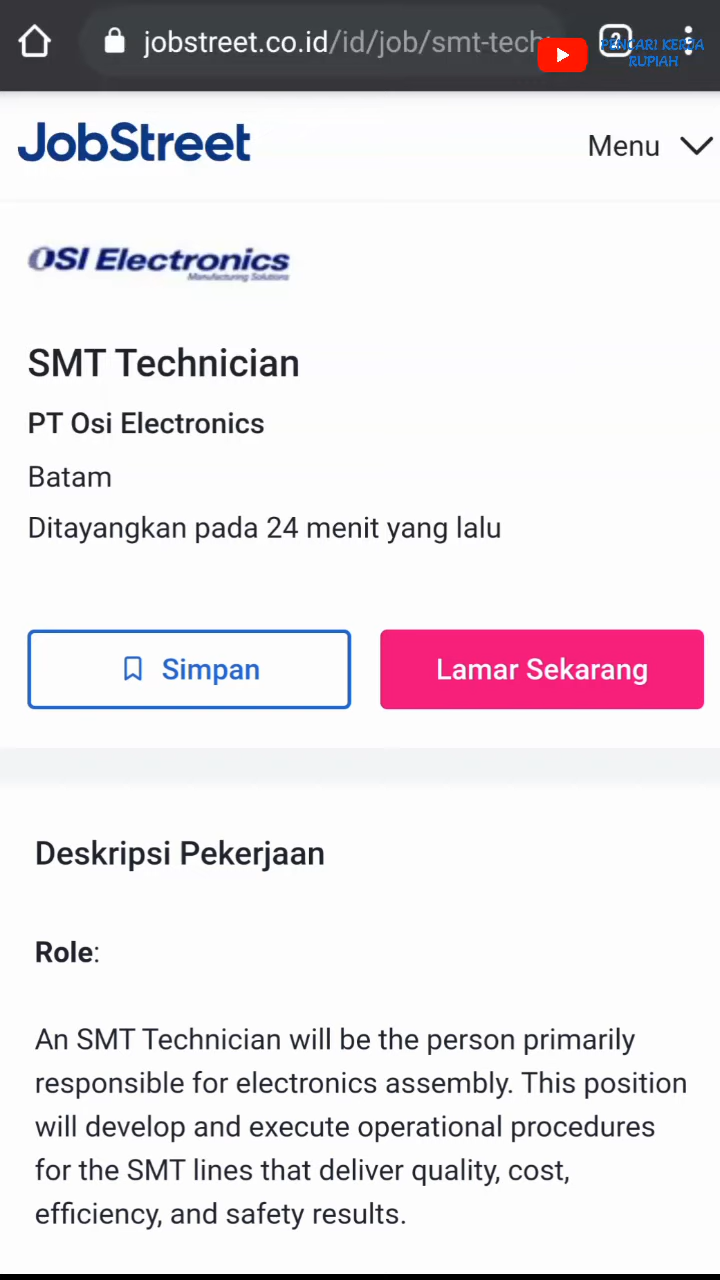 jobstreet.co.id/id/job/smt-tech
2
PENCARI KERJA
RUPIAH
JobStreet
Menu
OSI Electronics
Manufacturing Solutions
SMT Technician
PT Osi Electronics
Batam
Ditayangkan pada 24 menit yang lalu
Simpan
Lamar Sekarang
Deskripsi Pekerjaan
Role:
An SMT Technician will be the person primarily
responsible for electronics assembly. This position
will develop and execute operational procedures
for the SMT lines that deliver quality, cost,
efficiency, and safety results.